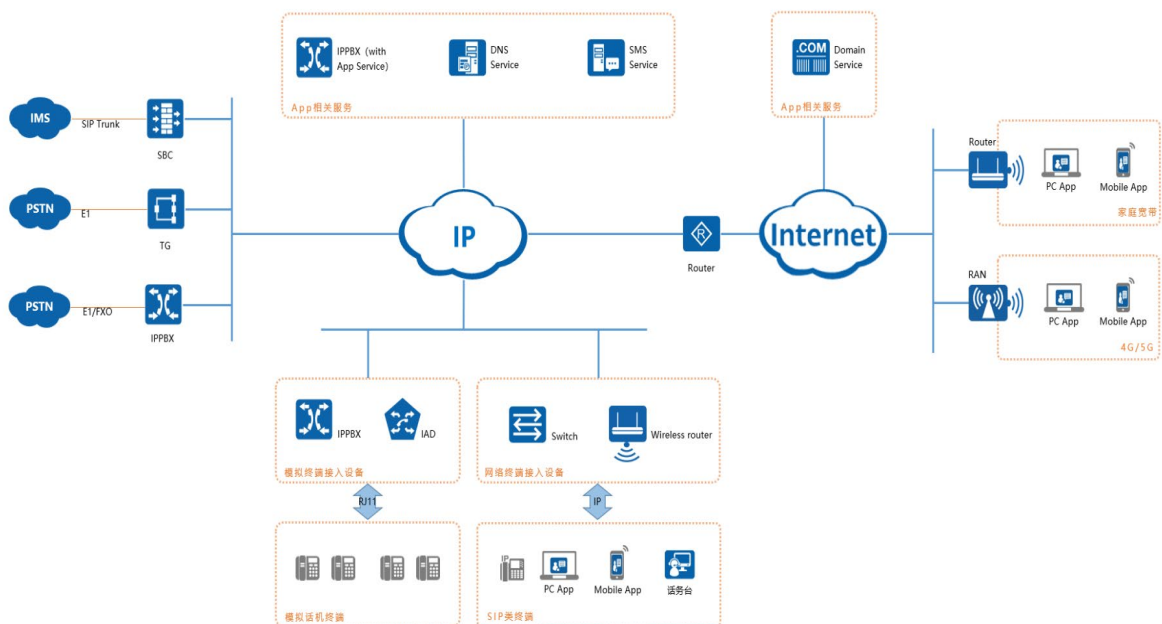 IPPBX（with
App Service）
DNS
Service
SMS
Service
App相关服务
.COM
Domain
Service
App相关服务
IMS
SIP Trunk
SBC
PSTN
E1
TG
PSTN
E1/FXO
IPPBX
IP
R
Router
Internet
Router
PC App
Mobile App
家庭宽带
RAN
PC App
Mobile App
4G/5G
IPPBX
IAD
模拟终端接入设备
Switch
Wireless router
网络终端接入设备
RJ11
IP
模拟话机终端
IP
PC App
Mobile App
话务台
SIP类终端